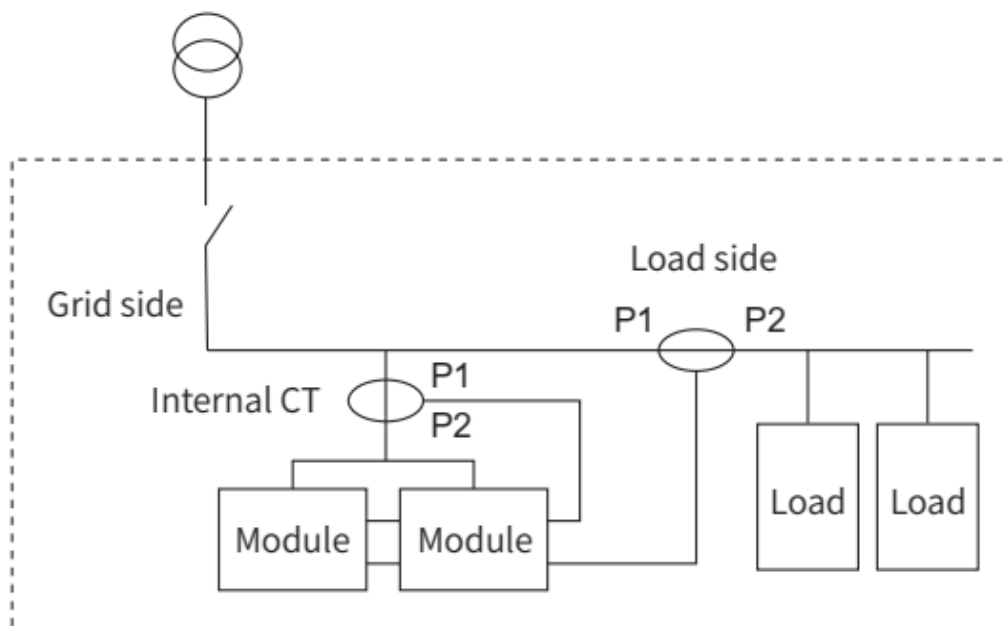 Load side
Grid side
P1 P2
Internal CT
P1
P2
Module
Module
Load
Load